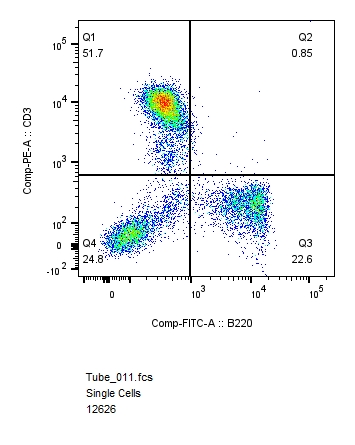 Q1
51.7
Q2
0.85
10^5
10^4
10^3
10^2
0
-10^2
Comp-PE-A :: CD3
Q4
24.8
Q3
22.6
0
10^3
10^4
10^5
Comp-FITC-A :: B220
Tube_011.fcs
Single Cells
12626